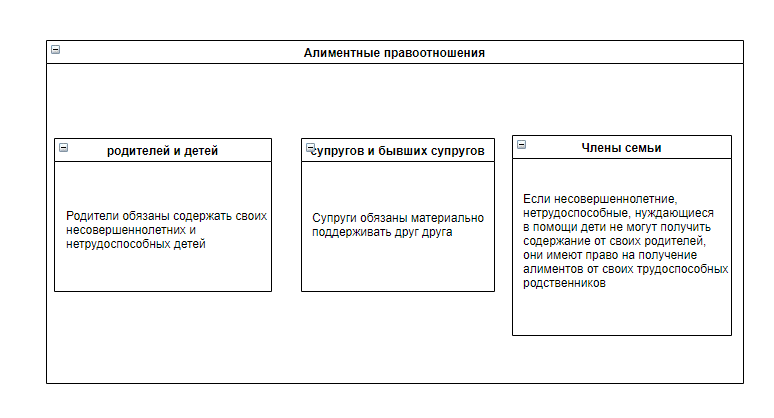 Алиментные правоотношения
родителей и детей
Родители обязаны содержать своих
несовершеннолетних и
нетрудоспособных детей
супругов и бывших супругов
Супруги обязаны материально
поддерживать друг друга
Члены семьи
Если несовершеннолетние,
нетрудоспособные, нуждающиеся
в помощи дети не могут получить
содержание от своих родителей,
они имеют право на получение
алиментов от своих трудоспособных
родственников